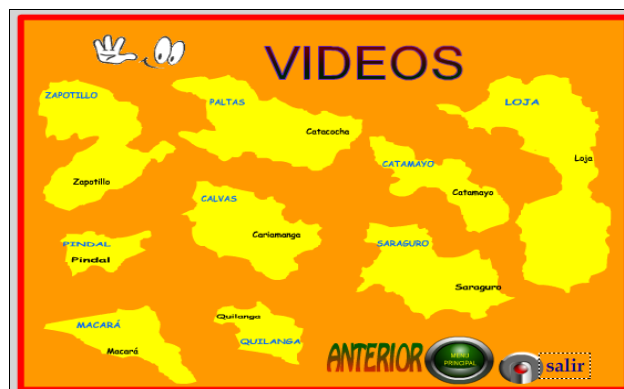 VIDEOS
ZAPOTILLO
Zapotillo
PALTAS
Catacocha
LOJA
Loja
CATAMAYO
Catamayo
CALVAS
Cariamanga
SARAGURO
Saraguro
PINDAL
Pindal
MACARÁ
Macará
Quilanga
QUILANGA
ANTERIOR
MENÚ
PRINCIPAL
salir